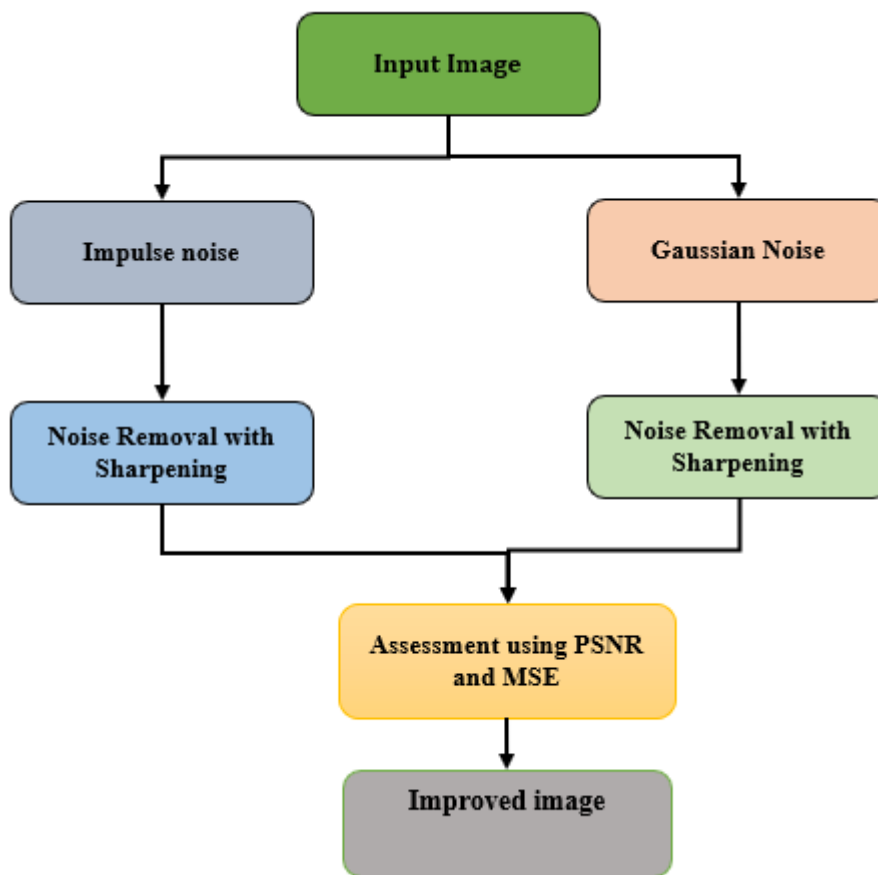 Input Image
Impulse noise
Gaussian Noise
Noise Removal with
Sharpening
Noise Removal with
Sharpening
Assessment using PSNR
and MSE
Improved image